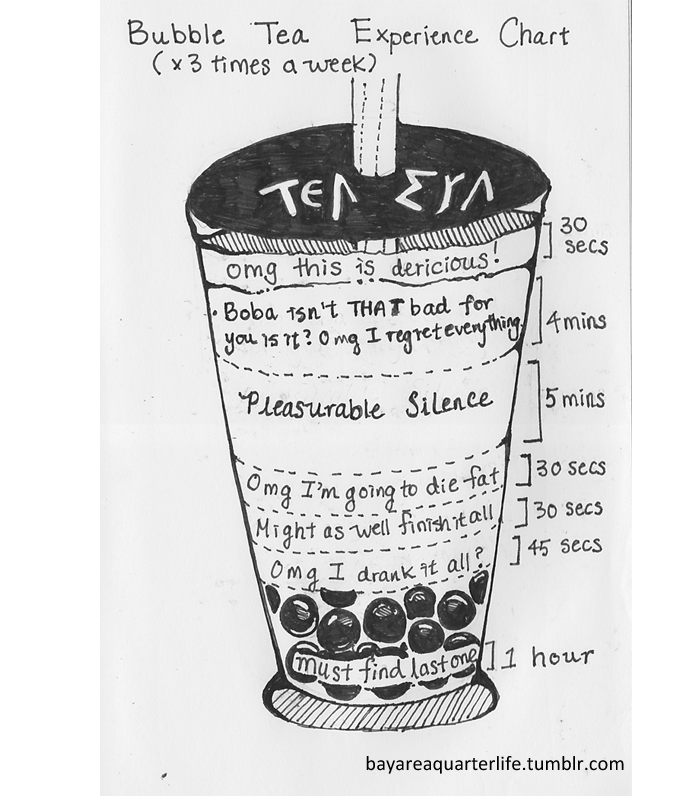 Bubble Tea Experience Chart
(x3 times a week)
TEA ERA
30 secs
omg this is dericious!
Boba isn't THAT bad for
you is it? Omg I regret everything.
4 mins
Pleasurable Silence
5 mins
Omg I'm going to die fat.
30 secs
Might as well finish it all
30 secs
Omg I drank it all?
45 secs
must find last one
1 hour
bayareaquarterlife.tumblr.com